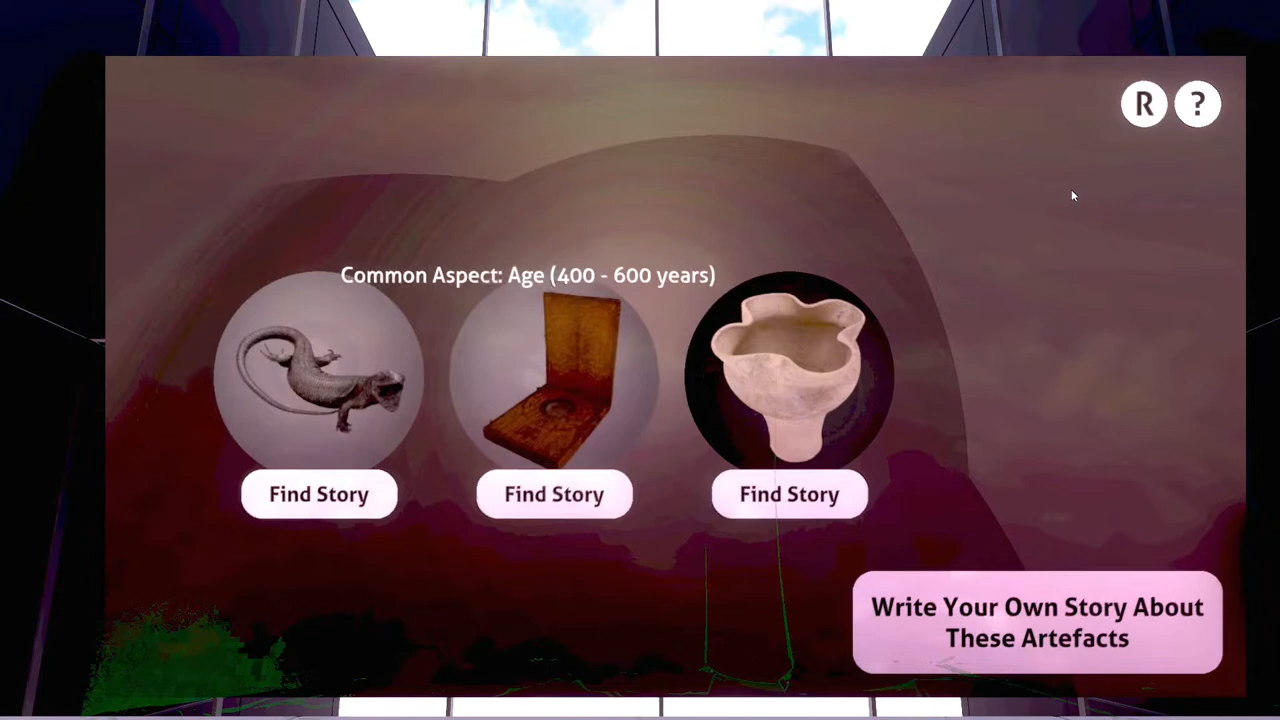 R ?
Common Aspect: Age (400 - 600 years)
Find Story
Find Story
Find Story
Write Your Own Story About
These Artefacts